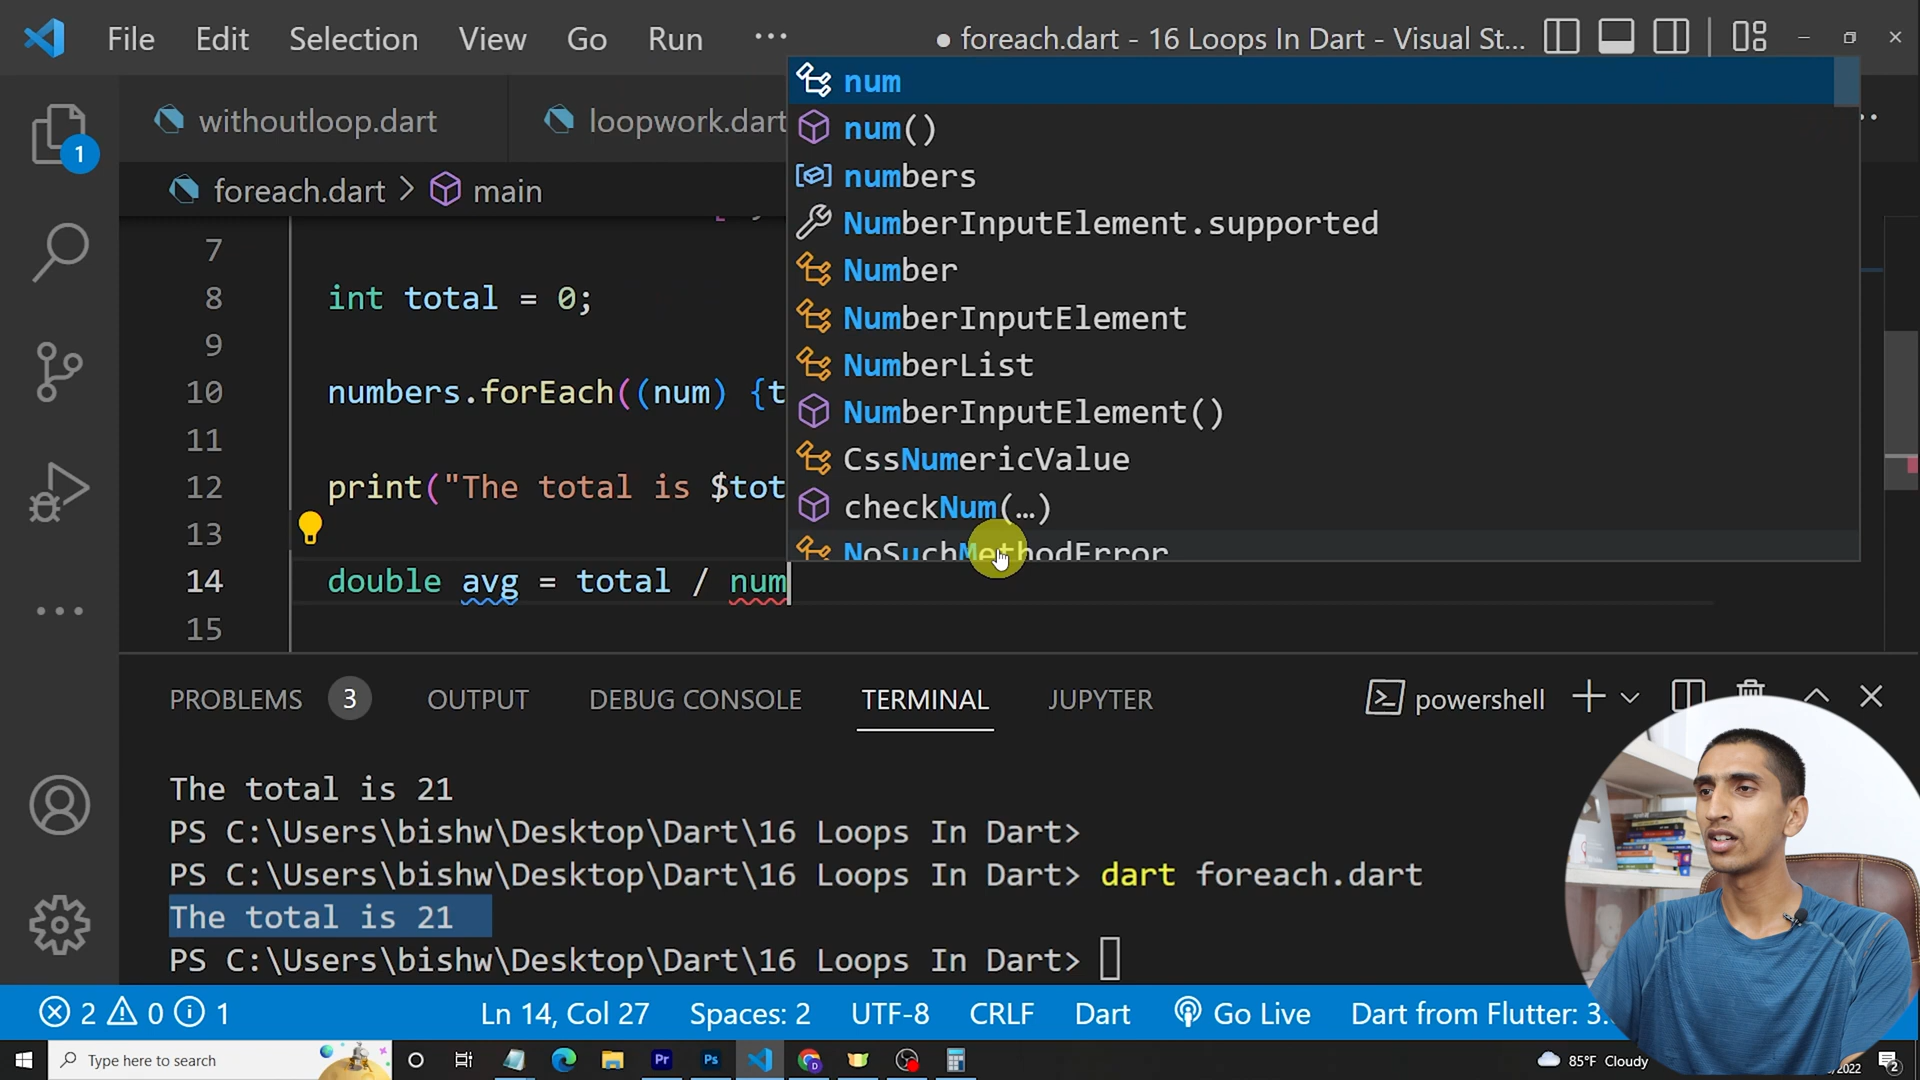 File Edit Selection View Go Run ··· ● foreach.dart - 16 Loops In Dart - Visual St...
withoutloop.dart loopwork.dart
foreach.dart > main
num
num()
numbers
NumberInputElement.supported
Number
NumberInputElement
NumberList
NumberInputElement()
CssNumericValue
checkNum(…)
NoSuchMethodError
1
7
8 int total = 0;
9
10 numbers.forEach((num) {t
11
12 print("The total is $tot
13
14 double avg = total / num
15
PROBLEMS 3 OUTPUT DEBUG CONSOLE TERMINAL JUPYTER powershell
The total is 21
PS C:\Users\bishw\Desktop\Dart\16 Loops In Dart>
PS C:\Users\bishw\Desktop\Dart\16 Loops In Dart> dart foreach.dart
The total is 21
PS C:\Users\bishw\Desktop\Dart\16 Loops In Dart>
2 0 1 Ln 14, Col 27 Spaces: 2 UTF-8 CRLF Dart Go Live Dart from Flutter: 3.
Type here to search Pr Ps 85°F Cloudy /2022 2